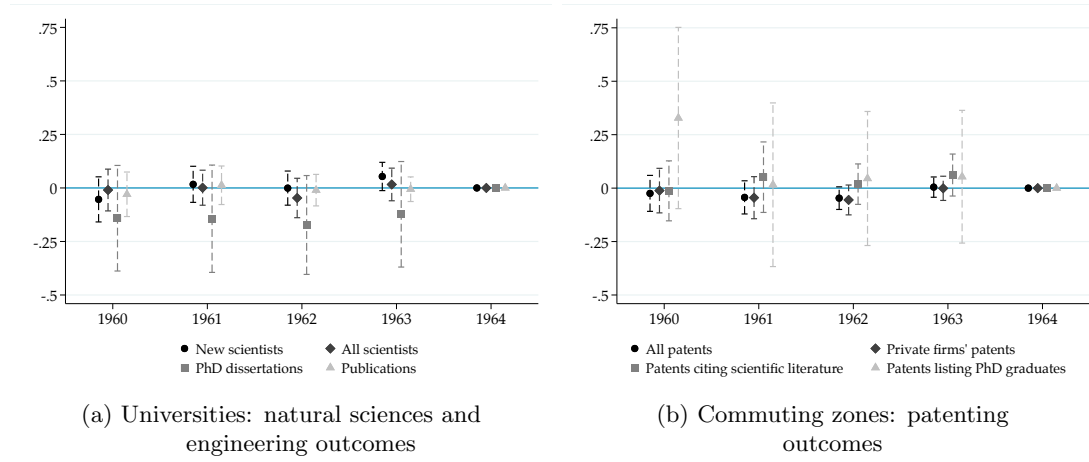 .75
.5
.25
0
-.25
-.5
1960 1961 1962 1963 1964
New scientists All scientists
PhD dissertations Publications
(a) Universities: natural sciences and
engineering outcomes
.75
.5
.25
0
-.25
-.5
1960 1961 1962 1963 1964
All patents Private firms' patents
Patents citing scientific literature Patents listing PhD graduates
(b) Commuting zones: patenting
outcomes